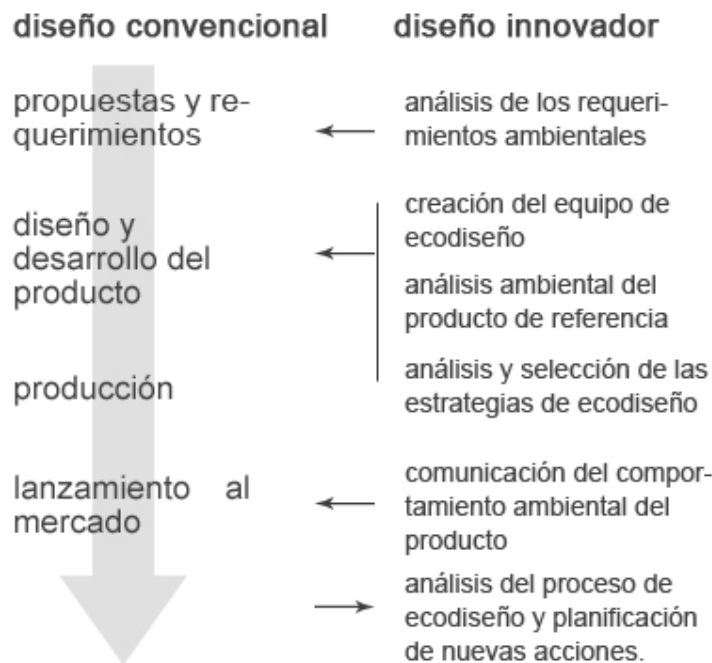 diseño convencional
diseño innovador
propuestas y re-
querimientos
análisis de los requeri-
mientos ambientales
diseño y
desarrollo del
producto
creación del equipo de
ecodiseño
análisis ambiental del
producto de referencia
producción
análisis y selección de las
estrategias de ecodiseño
lanzamiento al
mercado
comunicación del compor-
tamiento ambiental del
producto
análisis del proceso de
ecodiseño y planificación
de nuevas acciones.